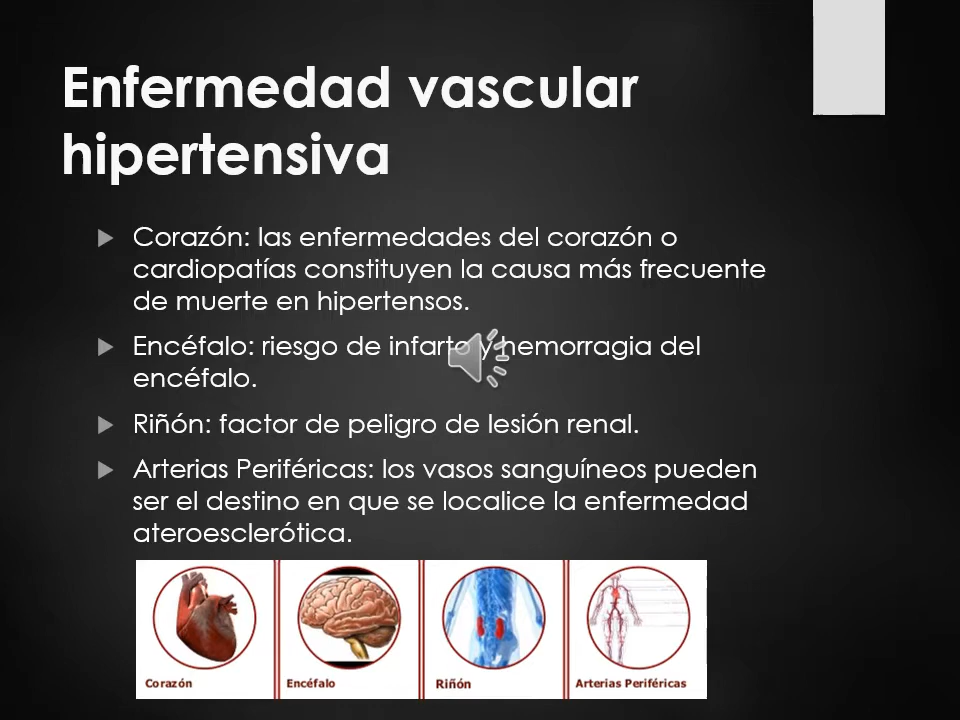 Enfermedad vascular
hipertensiva
Corazón: las enfermedades del corazón o
cardiopatías constituyen la causa más frecuente
de muerte en hipertensos.
Encéfalo: riesgo de infarto y hemorragia del
encéfalo.
Riñón: factor de peligro de lesión renal.
Arterias Periféricas: los vasos sanguíneos pueden
ser el destino en que se localice la enfermedad
ateroesclerótica.
Corazón
Encéfalo
Riñón
Arterias Periféricas